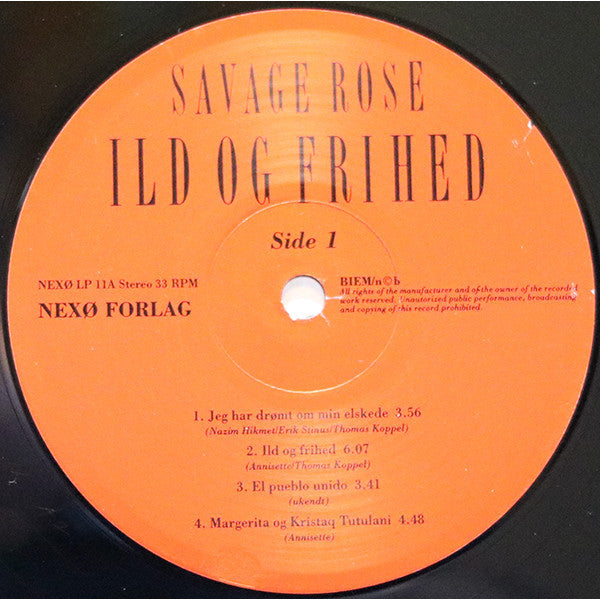 SAVAGE ROSE
ILD OG FRIHED
Side 1
NEXØ LP 11A Stereo 33 RPM
NEXØ FORLAG
BIEM/n©b
All rights of the manufacturer and of the owner of the recorded
work reserved. Unautorized public performance, broadcasting
and copying of this record prohibited.
1. Jeg har drømt om min elskede 3.56
(Nazim Hikmet/Erik Stinus/Thomas Koppel)
2. Ild og frihed 6.07
(Annisette/Thomas Koppel)
3. El pueblo unido 3.41
(ukendt)
4. Margerita og Kristaq Tutulani 4.48
(Annisette)